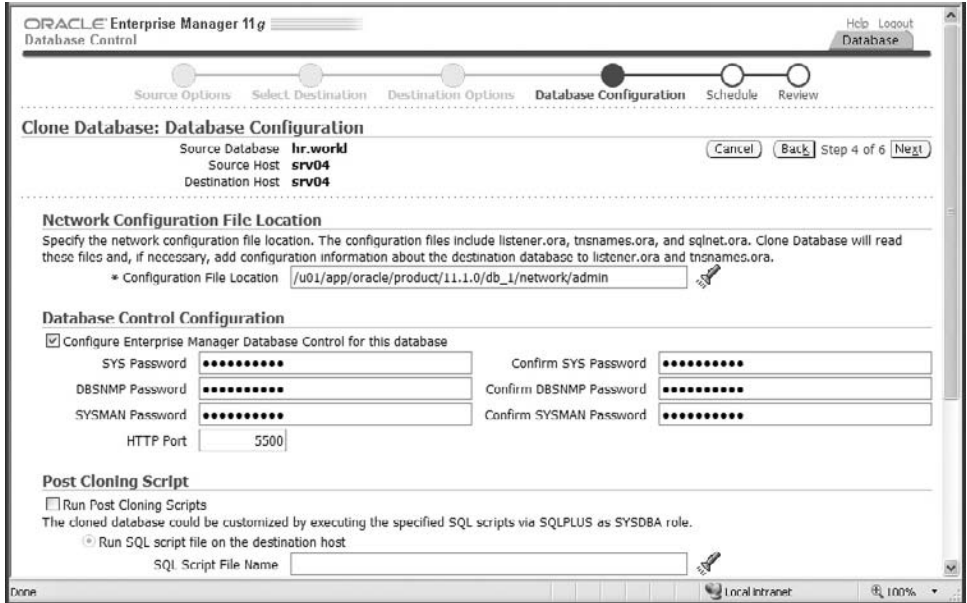 ORACLE Enterprise Manager 11g
Database Control
Help Logout
Database
Source Options Select Destination Destination Options Database Configuration Schedule Review
Clone Database: Database Configuration
Source Database hr.world
Source Host srv04
Destination Host srv04
Cancel Back Step 4 of 6 Next
Network Configuration File Location
Specify the network configuration file location. The configuration files include listener.ora, tnsnames.ora, and sqlnet.ora. Clone Database will read
these files and, if necessary, add configuration information about the destination database to listener.ora and tnsnames.ora.
* Configuration File Location /u01/app/oracle/product/11.1.0/db_1/network/admin
Database Control Configuration
Configure Enterprise Manager Database Control for this database
SYS Password •••••••••• Confirm SYS Password ••••••••••
DBSNMP Password •••••••••• Confirm DBSNMP Password ••••••••••
SYSMAN Password •••••••••• Confirm SYSMAN Password ••••••••••
HTTP Port 5500
Post Cloning Script
Run Post Cloning Scripts
The cloned database could be customized by executing the specified SQL scripts via SQLPLUS as SYSDBA role.
Run SQL script file on the destination host
SQL Script File Name
Done Local intranet 100%